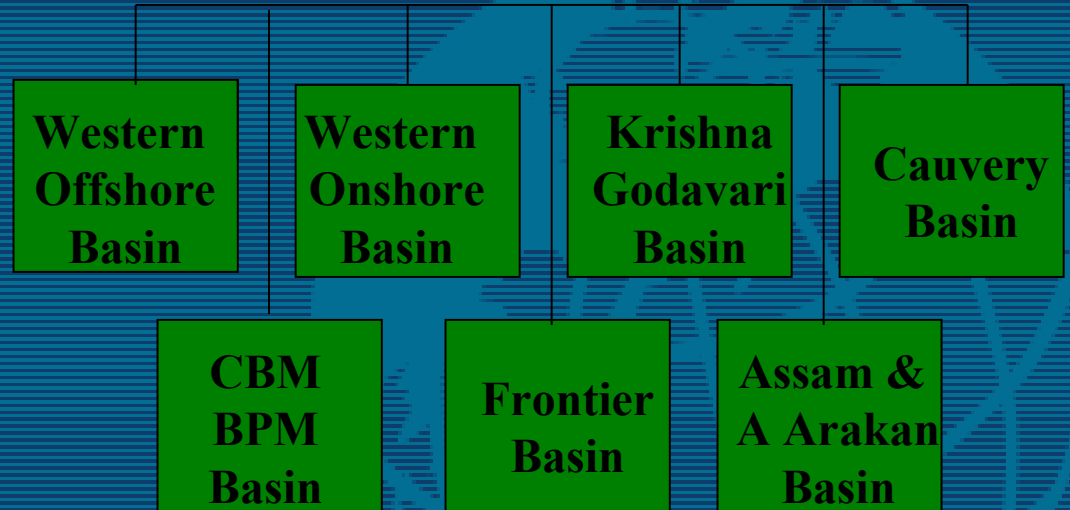 Western
Offshore
Basin
Western
Onshore
Basin
Krishna
Godavari
Basin
Cauvery
Basin
CBM
BPM
Basin
Frontier
Basin
Assam &
A Arakan
Basin